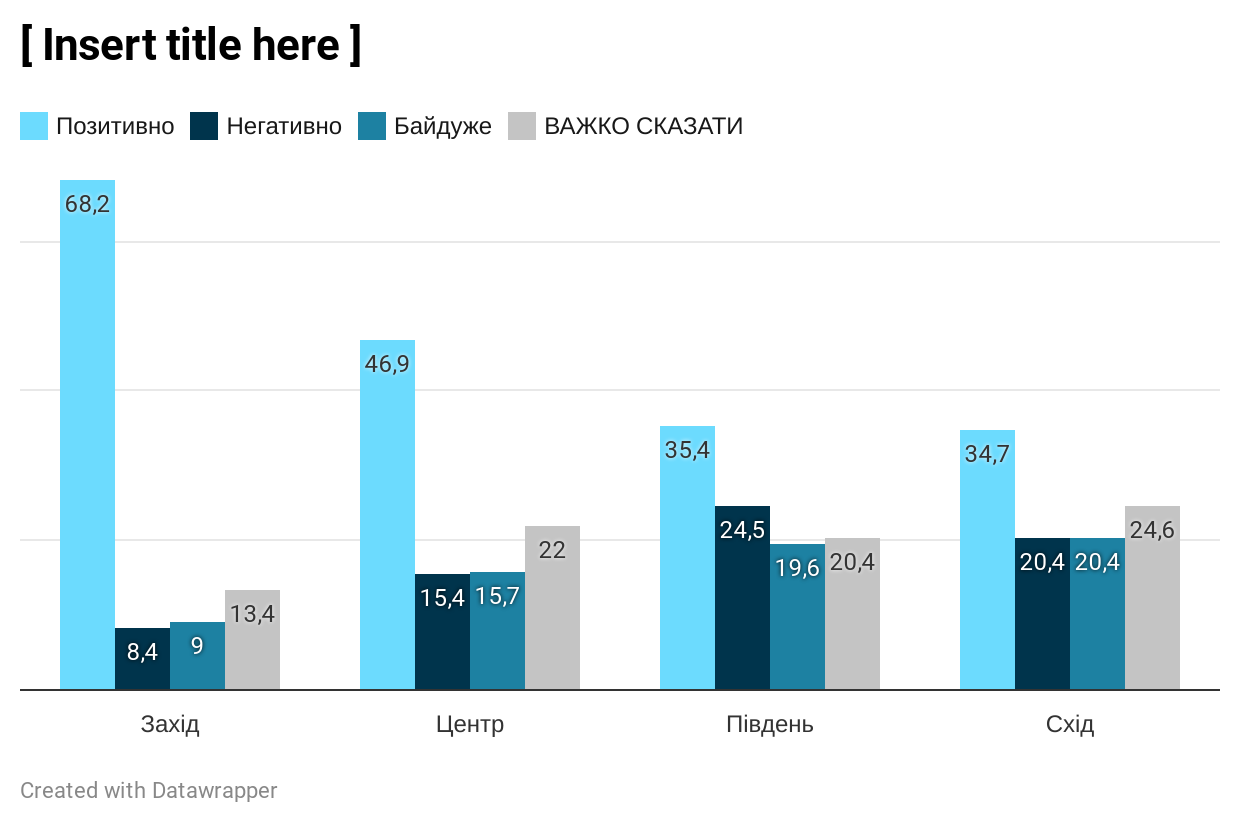 [ Insert title here ]
Позитивно Негативно Байдуже ВАЖКО СКАЗАТИ
68,2 8,4 9 13,4
46,9 15,4 15,7 22
35,4 24,5 19,6 20,4
34,7 20,4 20,4 24,6
Захід Центр Південь Схід
Created with Datawrapper